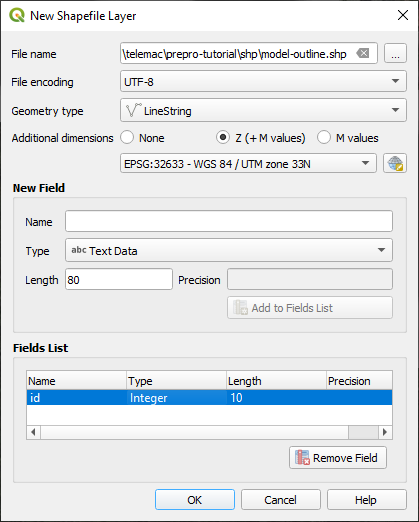 New Shapefile Layer
File name \telemac\prepro-tutorial\shp\model-outline.shp ...
File encoding UTF-8
Geometry type LineString
Additional dimensions None Z (+ M values) M values
EPSG:32633 - WGS 84 / UTM zone 33N
New Field
Name
Type abc Text Data
Length 80 Precision
Add to Fields List
Fields List
Name Type Length Precision
id Integer 10
Remove Field
OK Cancel Help